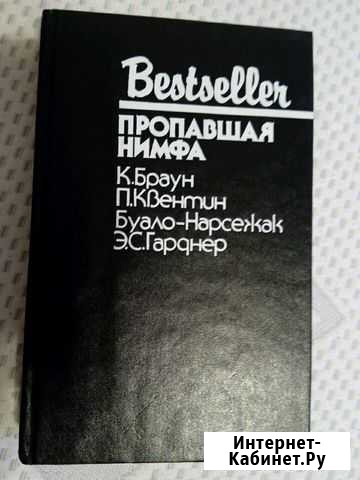 Bestseller
ПРОПАВШАЯ
НИМФА
К.Браун
П.Квентин
Буало-Нарсежак
Э.С.Гарднер
Интернет-
Кабинет.Ру